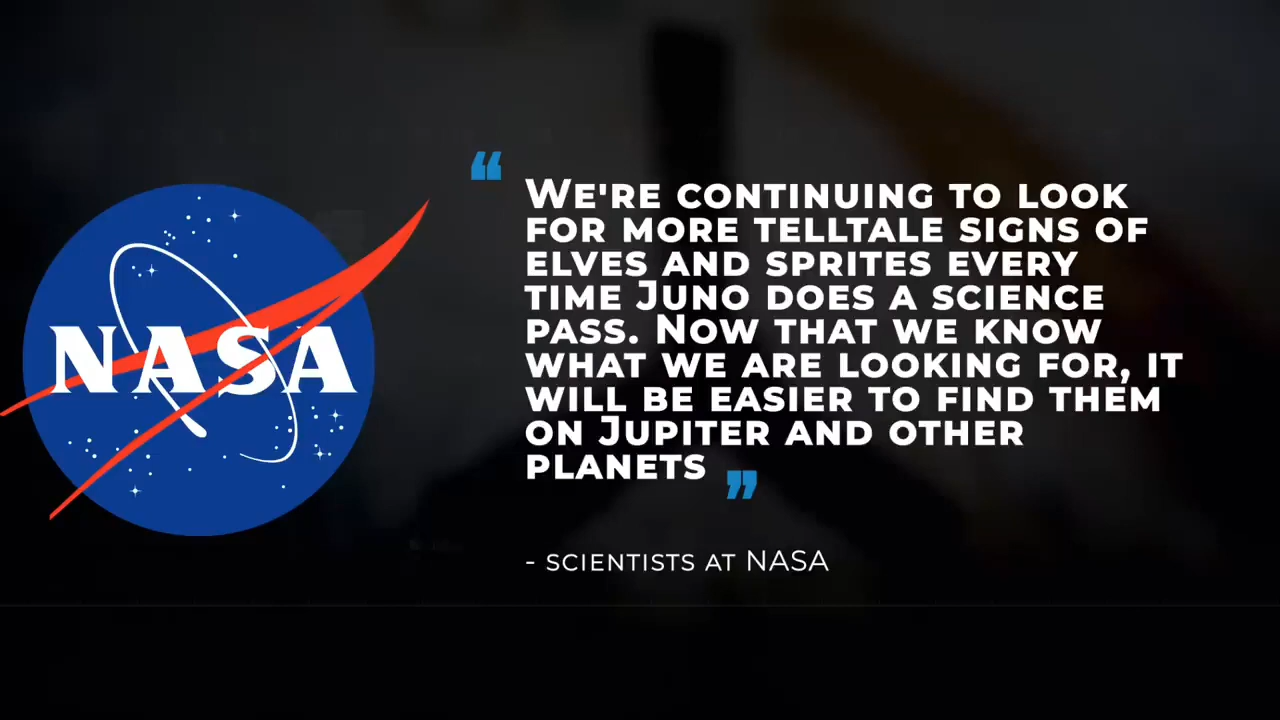 NASA
❝
We're continuing to look
for more telltale signs of
elves and sprites every
time Juno does a science
pass. Now that we know
what we are looking for, it
will be easier to find them
on Jupiter and other
planets ❞
- scientists at NASA